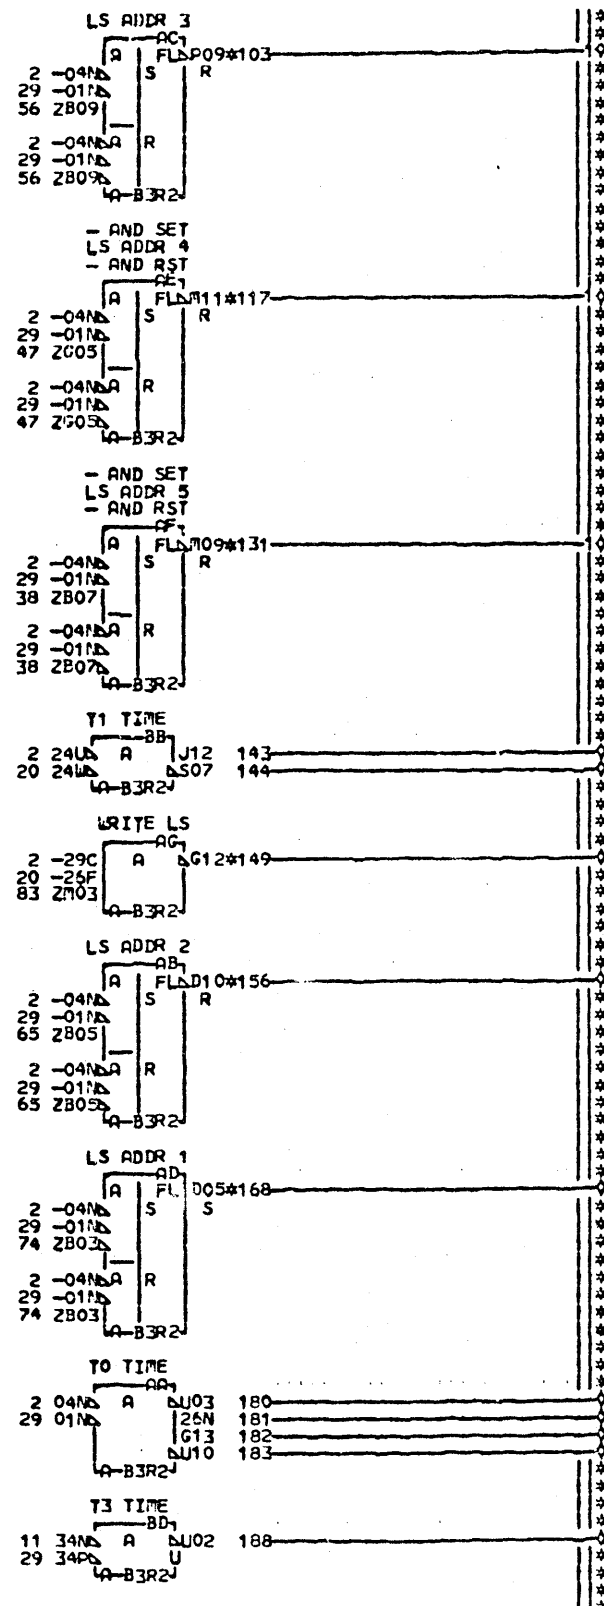 LS ADDR 3
AC
A FL P09*103
2 -04N S R
29 -01N
56 ZB09
2 -04N A R
29 -01N
56 ZB09
A-B3R2
- AND SET
LS ADDR 4
- AND RST
AE
A FL M11*117
2 -04N S R
29 -01N
47 ZG05
2 -04N A R
29 -01N
47 ZG05
A-B3R2
- AND SET
LS ADDR 5
- AND RST
AF
A FL M09*131
2 -04N S R
29 -01N
38 ZB07
2 -04N A R
29 -01N
38 ZB07
A-B3R2
T1 TIME
BB
2 24U A J12 143
20 24W S07 144
A-B3R2
WRITE LS
AG
2 -29C A G12*149
20 -26F
83 ZM03
A-B3R2
LS ADDR 2
AB
A FL D10*156
2 -04N S R
29 -01N
65 ZB05
2 -04N A R
29 -01N
65 ZB05
A-B3R2
LS ADDR 1
AD
A FL D05*168
2 -04N S S
29 -01N
74 ZB03
2 -04N A R
29 -01N
74 ZB03
A-B3R2
T0 TIME
AA
2 04N A U03 180
29 01N 26N 181
G13 182
U10 183
A-B3R2
T3 TIME
BD
11 34N A U02 188
29 34P U
A-B3R2